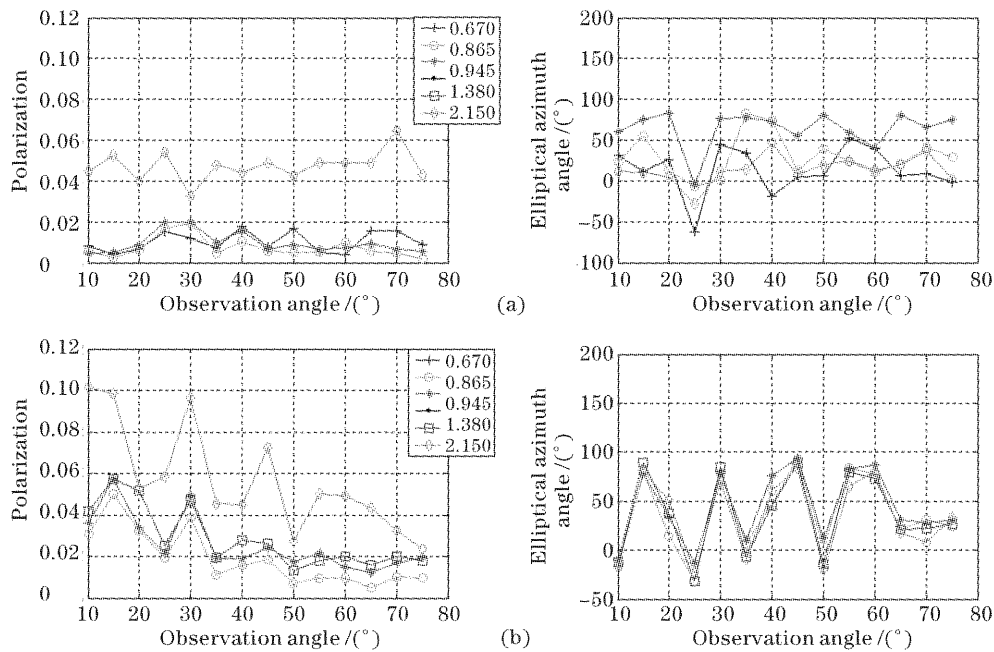 0.12
0.10
0.08
0.06
0.04
0.02
0
Polarization
0.670
0.865
0.945
1.380
2.150
10 20 30 40 50 60 70 80
Observation angle /(°)
200
150
100
50
0
-50
-100
Elliptical azimuth
angle /(°)
10 20 30 40 50 60 70 80
Observation angle /(°)
(a)
0.12
0.10
0.08
0.06
0.04
0.02
0
Polarization
0.670
0.865
0.945
1.380
2.150
10 20 30 40 50 60 70 80
Observation angle /(°)
200
150
100
50
0
-50
Elliptical azimuth
angle /(°)
10 20 30 40 50 60 70 80
Observation angle /(°)
(b)